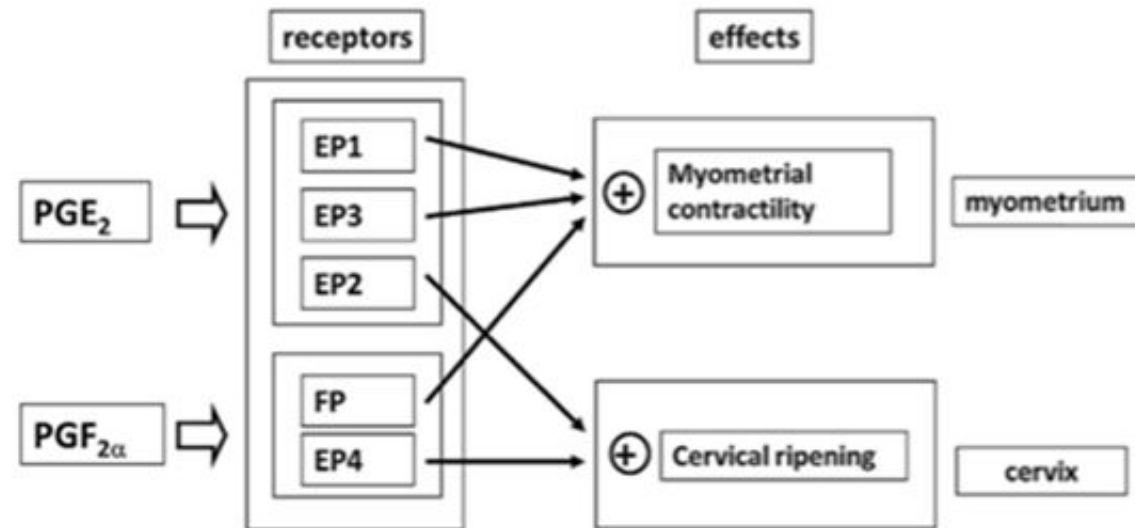 receptors
effects
EP1
EP3
EP2
FP
EP4
PGE₂
PGF₂α
+
Myometrial
contractility
myometrium
+
Cervical ripening
cervix